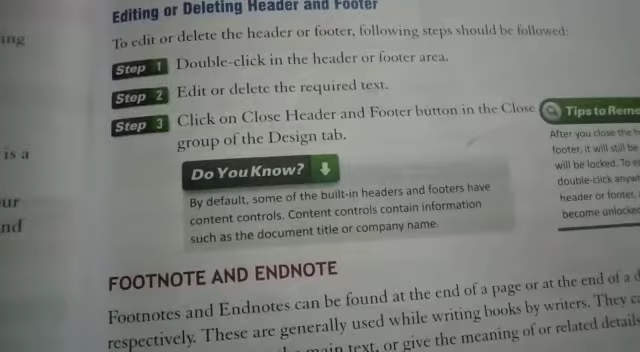 ing
is a
ur
nd
Editing or Deleting Header and Footer
To edit or delete the header or footer, following steps should be followed:
Step 1 Double-click in the header or footer area.
Step 2 Edit or delete the required text.
Step 3 Click on Close Header and Footer button in the Close
group of the Design tab.
Do You Know?
By default, some of the built-in headers and footers have
content controls. Content controls contain information
such as the document title or company name.
Tips to Reme
After you close the h
footer, it will still be
will be locked. To e
double-click anyw
header or footer,
become unlocked
FOOTNOTE AND ENDNOTE
Footnotes and Endnotes can be found at the end of a page or at the end of a d
respectively. These are generally used while writing books by writers. They ca
main text, or give the meaning of or related details